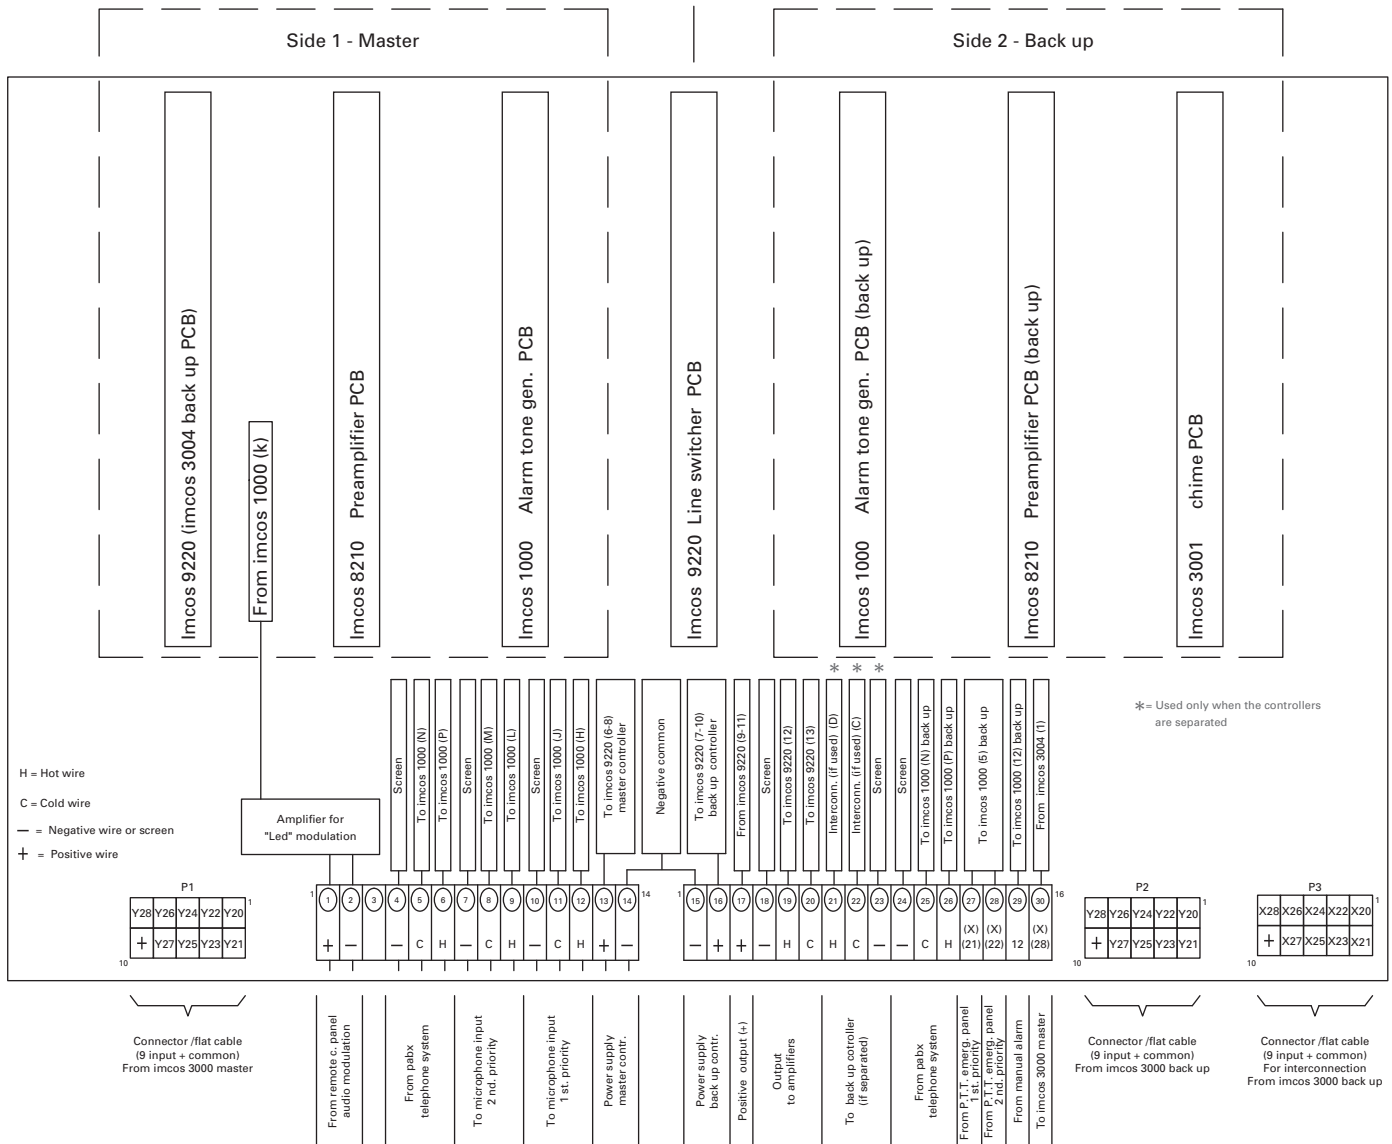 Side 1 - Master
Side 2 - Back up
Imcos 9220 (imcos 3004 back up PCB)
From imcos 1000 (k)
Imcos 8210 Preamplifier PCB
Imcos 1000 Alarm tone gen. PCB
Imcos 9220 Line switcher PCB
Imcos 1000 Alarm tone gen. PCB (back up)
Imcos 8210 Preamplifier PCB (back up)
Imcos 3001 chime PCB
* * *
*= Used only when the controllers
are separated
H = Hot wire
C = Cold wire
— = Negative wire or screen
+ = Positive wire
Amplifier for
"Led" modulation
Screen
To imcos 1000 (N)
To imcos 1000 (P)
Screen
To imcos 1000 (M)
To imcos 1000 (L)
Screen
To imcos 1000 (J)
To imcos 1000 (H)
To imcos 9220 (6-8)
master controller
Negative common
To imcos 9220 (7-10)
back up controller
From imcos 9220 (9-11)
Screen
To imcos 9220 (12)
To imcos 9220 (13)
Interconn. (if used) (D)
Interconn. (if used) (C)
Screen
Screen
To imcos 1000 (N) back up
To imcos 1000 (P) back up
To imcos 1000 (5) back up
To imcos 1000 (12) back up
From imcos 3004 (1)
P1
1
Y28 Y26 Y24 Y22 Y20
+ Y27 Y25 Y23 Y21
10
1
1 2 3 4 5 6 7 8 9 10 11 12 13 14
14
+ — — C H — C H — C H + —
1
15 16 17 18 19 20 21 22 23 24 25 26 27 28 29 30
16
— + + — H C H C — — C H (X) (21) (X) (22) 12 (X) (28)
P2
1
Y28 Y26 Y24 Y22 Y20
+ Y27 Y25 Y23 Y21
10
P3
1
X28 X26 X24 X22 X20
+ X27 X25 X23 X21
10
Connector /flat cable
(9 input + common)
From imcos 3000 master
From remote c. panel
audio modulation
From pabx
telephone system
To microphone input
2 nd. priority
To microphone input
1 st. priority
Power supply
master contr.
Power supply
back up contr.
Positive output (+)
Output
to amplifiers
To back up cotroller
(if separated)
From pabx
telephone system
From P.T.T. emerg. panel
1 st. priority
From P.T.T. emerg. panel
2 nd. priority
From manual alarm
To imcos 3000 master
Connector /flat cable
(9 input + common)
From imcos 3000 back up
Connector /flat cable
(9 input + common)
For interconnection
From imcos 3000 back up